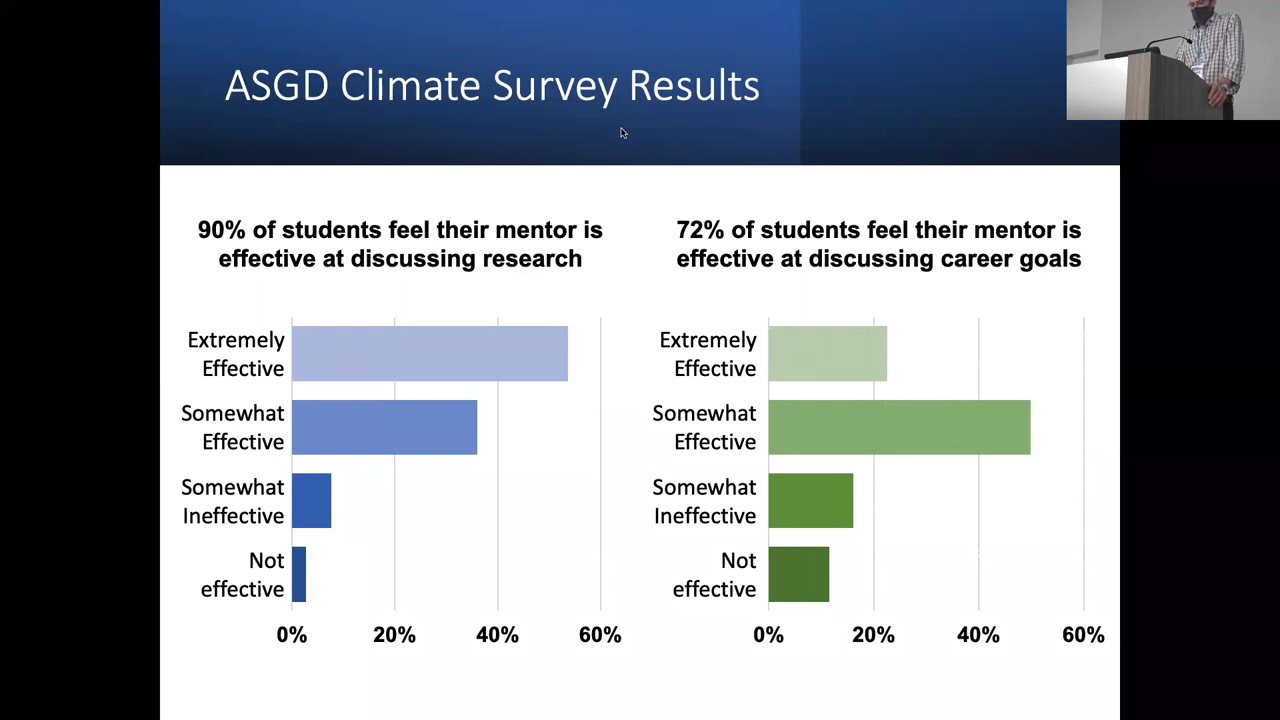 ASGD Climate Survey Results
90% of students feel their mentor is
effective at discussing research
Extremely
Effective
Somewhat
Effective
Somewhat
Ineffective
Not
effective
0% 20% 40% 60%
72% of students feel their mentor is
effective at discussing career goals
Extremely
Effective
Somewhat
Effective
Somewhat
Ineffective
Not
effective
0% 20% 40% 60%